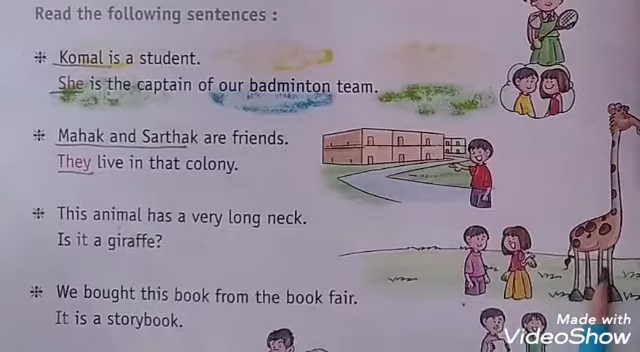 Read the following sentences :
Komal is a student.
She is the captain of our badminton team.
Mahak and Sarthak are friends.
They live in that colony.
This animal has a very long neck.
Is it a giraffe?
We bought this book from the book fair.
It is a storybook.
Made with
VideoShow